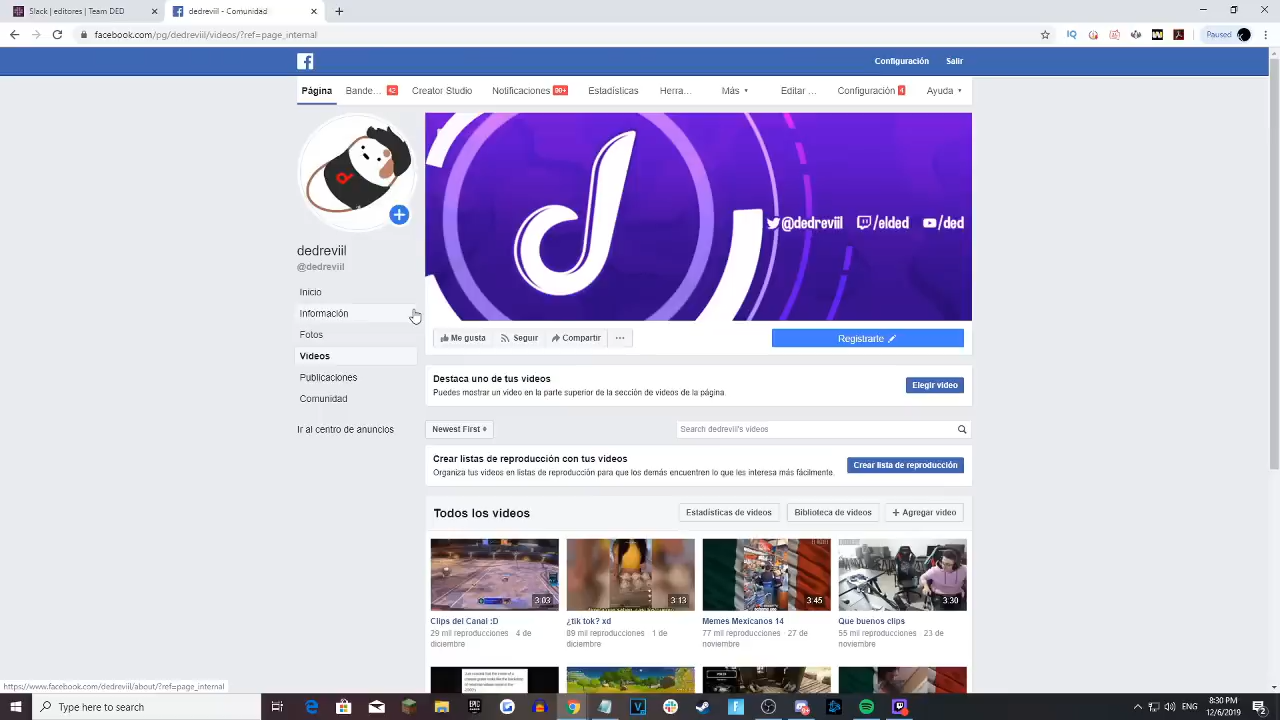 Slack | editores | Team DED
dedreviil - Comunidad
facebook.com/pg/dedreviil/videos/?ref=page_internal
Paused
Configuración
Salir
Página
Bande... 42
Creator Studio
Notificaciones
Estadísticas
Herra...
Más
Editar ...
Configuración 4
Ayuda
@dedreviil
/elded
/ded
dedreviil
@dedreviil
Inicio
Información
Fotos
Videos
Publicaciones
Comunidad
Ir al centro de anuncios
Me gusta
Seguir
Compartir
...
Registrarte
Destaca uno de tus videos
Puedes mostrar un video en la parte superior de la sección de videos de la página.
Elegir video
Newest First
Search dedreviil's videos
Crear listas de reproducción con tus videos
Organiza tus videos en listas de reproducción para que los demás encuentren lo que les interesa más fácilmente.
Crear lista de reproducción
Todos los videos
Estadísticas de videos
Biblioteca de videos
+ Agregar video
3:03
3:13
3:45
3:30
Clips del Canal :D
29 mil reproducciones 4 de
diciembre
¿tik tok? xd
89 mil reproducciones 1 de
diciembre
Memes Mexicanos 14
77 mil reproducciones 27 de
noviembre
Que buenos clips
55 mil reproducciones 23 de
noviembre
https://www.facebook.com/dedreviil/about/?ref=page_internal
Type here to search
ENG
8:30 PM
12/6/2019